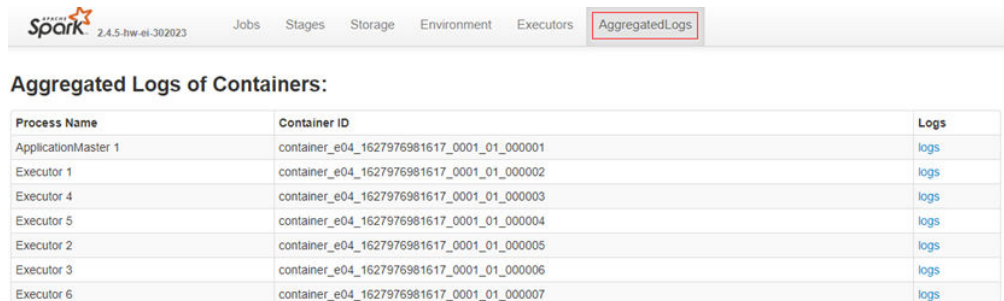 APACHE
Spark 2.4.5-hw-ei-302023 Jobs Stages Storage Environment Executors AggregatedLogs
Aggregated Logs of Containers:
Process Name Container ID Logs
ApplicationMaster 1 container_e04_1627976981617_0001_01_000001 logs
Executor 1 container_e04_1627976981617_0001_01_000002 logs
Executor 4 container_e04_1627976981617_0001_01_000003 logs
Executor 5 container_e04_1627976981617_0001_01_000004 logs
Executor 2 container_e04_1627976981617_0001_01_000005 logs
Executor 3 container_e04_1627976981617_0001_01_000006 logs
Executor 6 container_e04_1627976981617_0001_01_000007 logs